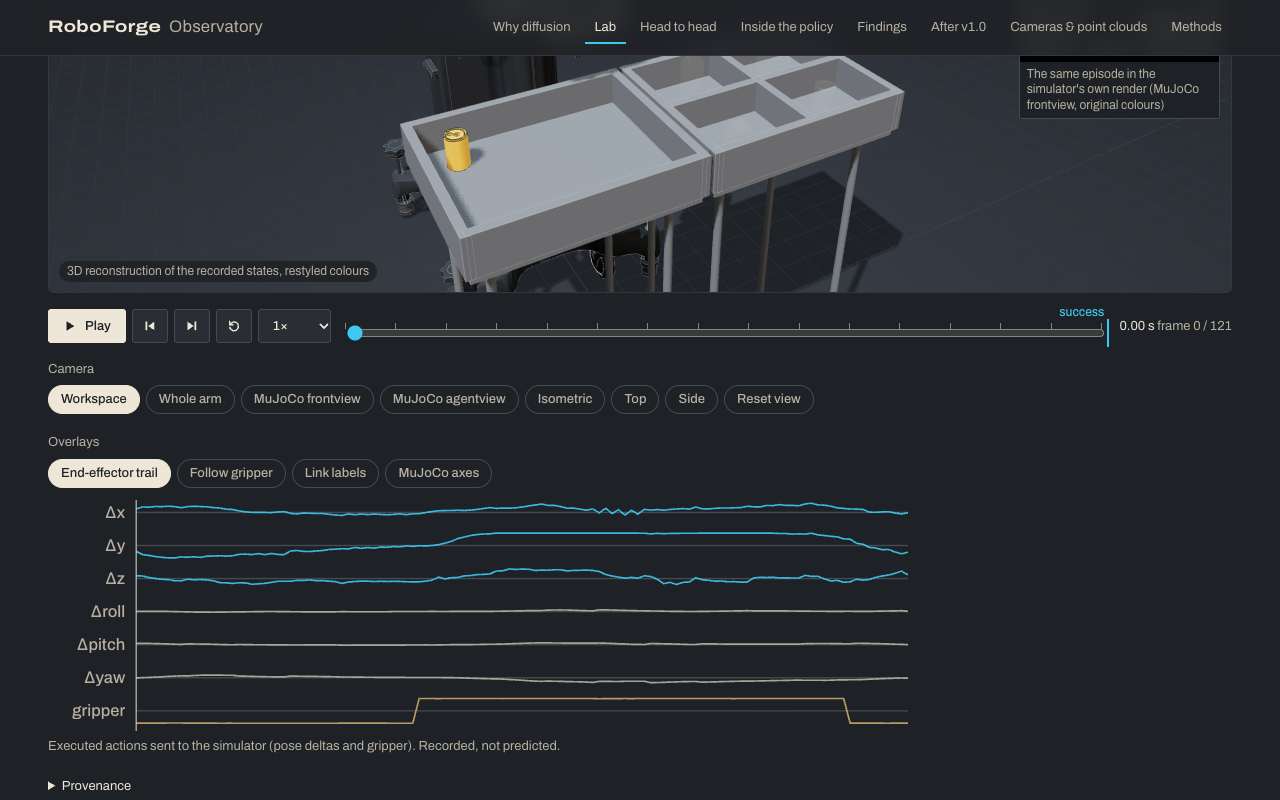 RoboForge Observatory
Why diffusion
Lab
Head to head
Inside the policy
Findings
After v1.0
Cameras & point clouds
Methods
The same episode in the
simulator's own render (MuJoCo
frontview, original colours)
3D reconstruction of the recorded states, restyled colours
Play
1×
success
0.00 s frame 0 / 121
Camera
Workspace
Whole arm
MuJoCo frontview
MuJoCo agentview
Isometric
Top
Side
Reset view
Overlays
End-effector trail
Follow gripper
Link labels
MuJoCo axes
Δx
Δy
Δz
Δroll
Δpitch
Δyaw
gripper
Executed actions sent to the simulator (pose deltas and gripper). Recorded, not predicted.
Provenance